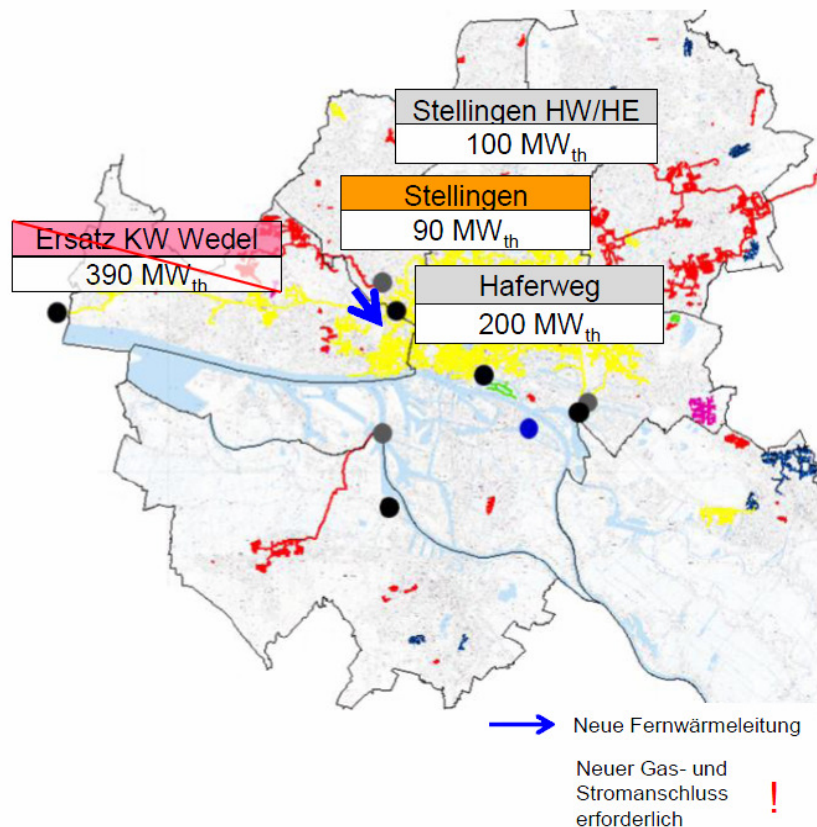 Stellingen HW/HE
100 MWth
Stellingen
90 MWth
Ersatz KW Wedel
390 MWth
Haferweg
200 MWth
Neue Fernwärmeleitung
Neuer Gas- und
Stromanschluss
erforderlich !